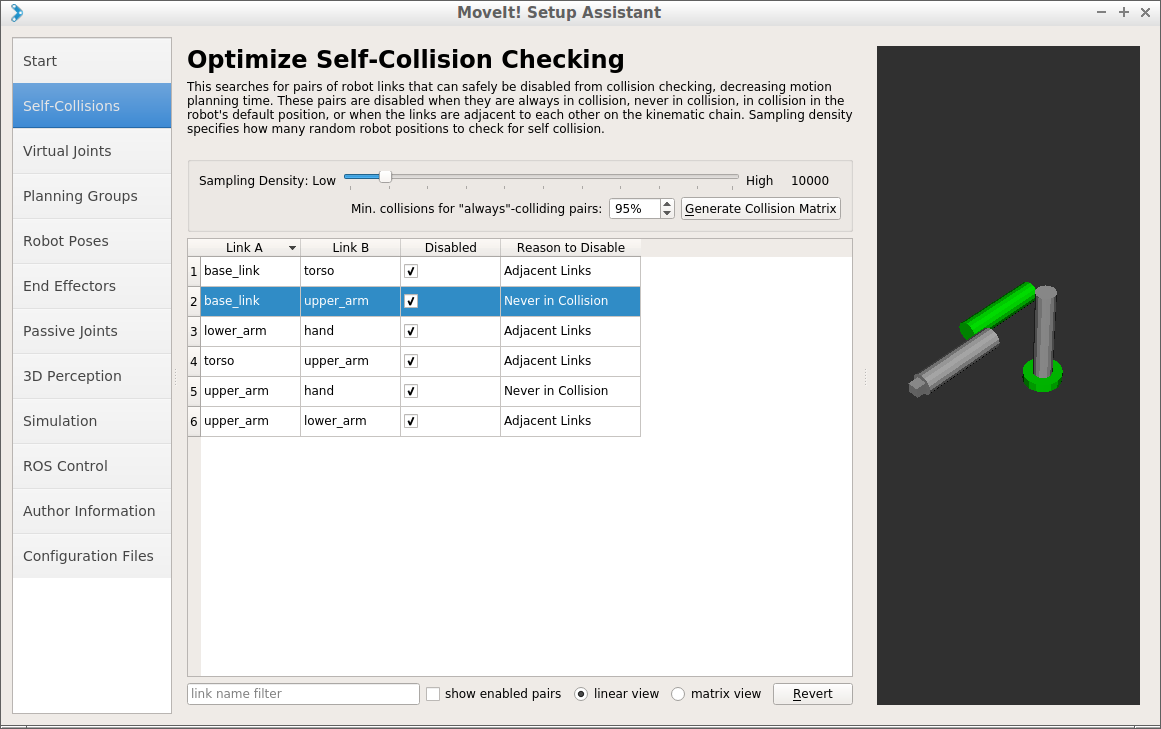 MoveIt! Setup Assistant
Start
Self-Collisions
Virtual Joints
Planning Groups
Robot Poses
End Effectors
Passive Joints
3D Perception
Simulation
ROS Control
Author Information
Configuration Files
Optimize Self-Collision Checking
This searches for pairs of robot links that can safely be disabled from collision checking, decreasing motion
planning time. These pairs are disabled when they are always in collision, never in collision, in collision in the
robot's default position, or when the links are adjacent to each other on the kinematic chain. Sampling density
specifies how many random robot positions to check for self collision.
Sampling Density: Low High 10000
Min. collisions for "always"-colliding pairs: 95% Generate Collision Matrix
Link A Link B Disabled Reason to Disable
1 base_link torso Adjacent Links
2 base_link upper_arm Never in Collision
3 lower_arm hand Adjacent Links
4 torso upper_arm Adjacent Links
5 upper_arm hand Never in Collision
6 upper_arm lower_arm Adjacent Links
link name filter show enabled pairs linear view matrix view Revert